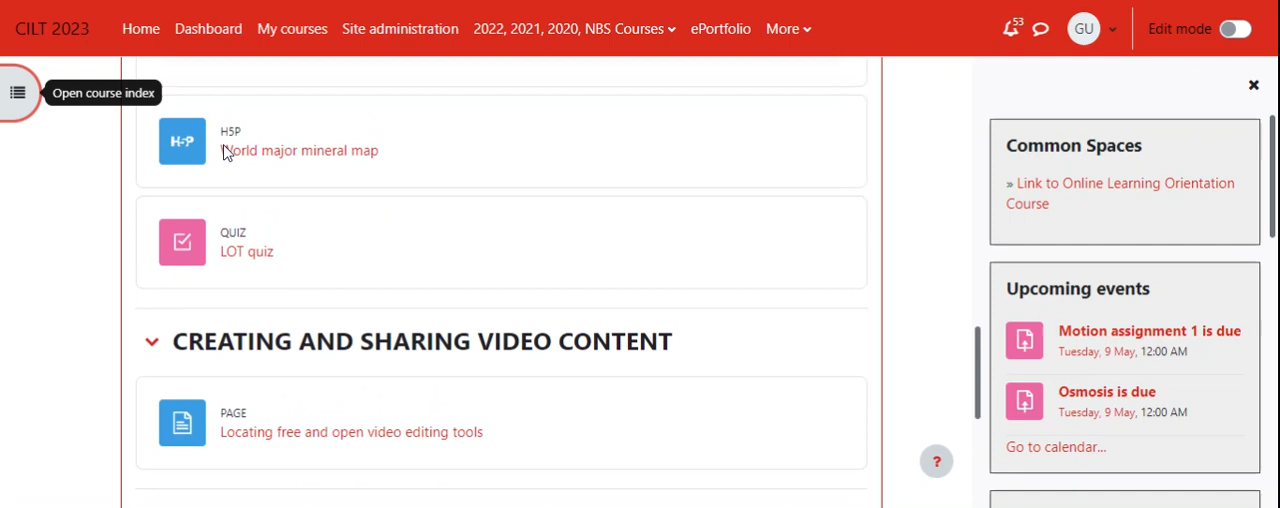 CILT 2023
Home
Dashboard
My courses
Site administration
2022, 2021, 2020, NBS Courses
ePortfolio
More
53
GU
Edit mode
Open course index
H5P
H5P
World major mineral map
QUIZ
LOT quiz
CREATING AND SHARING VIDEO CONTENT
PAGE
Locating free and open video editing tools
?
Common Spaces
» Link to Online Learning Orientation
Course
Upcoming events
Motion assignment 1 is due
Tuesday, 9 May, 12:00 AM
Osmosis is due
Tuesday, 9 May, 12:00 AM
Go to calendar...